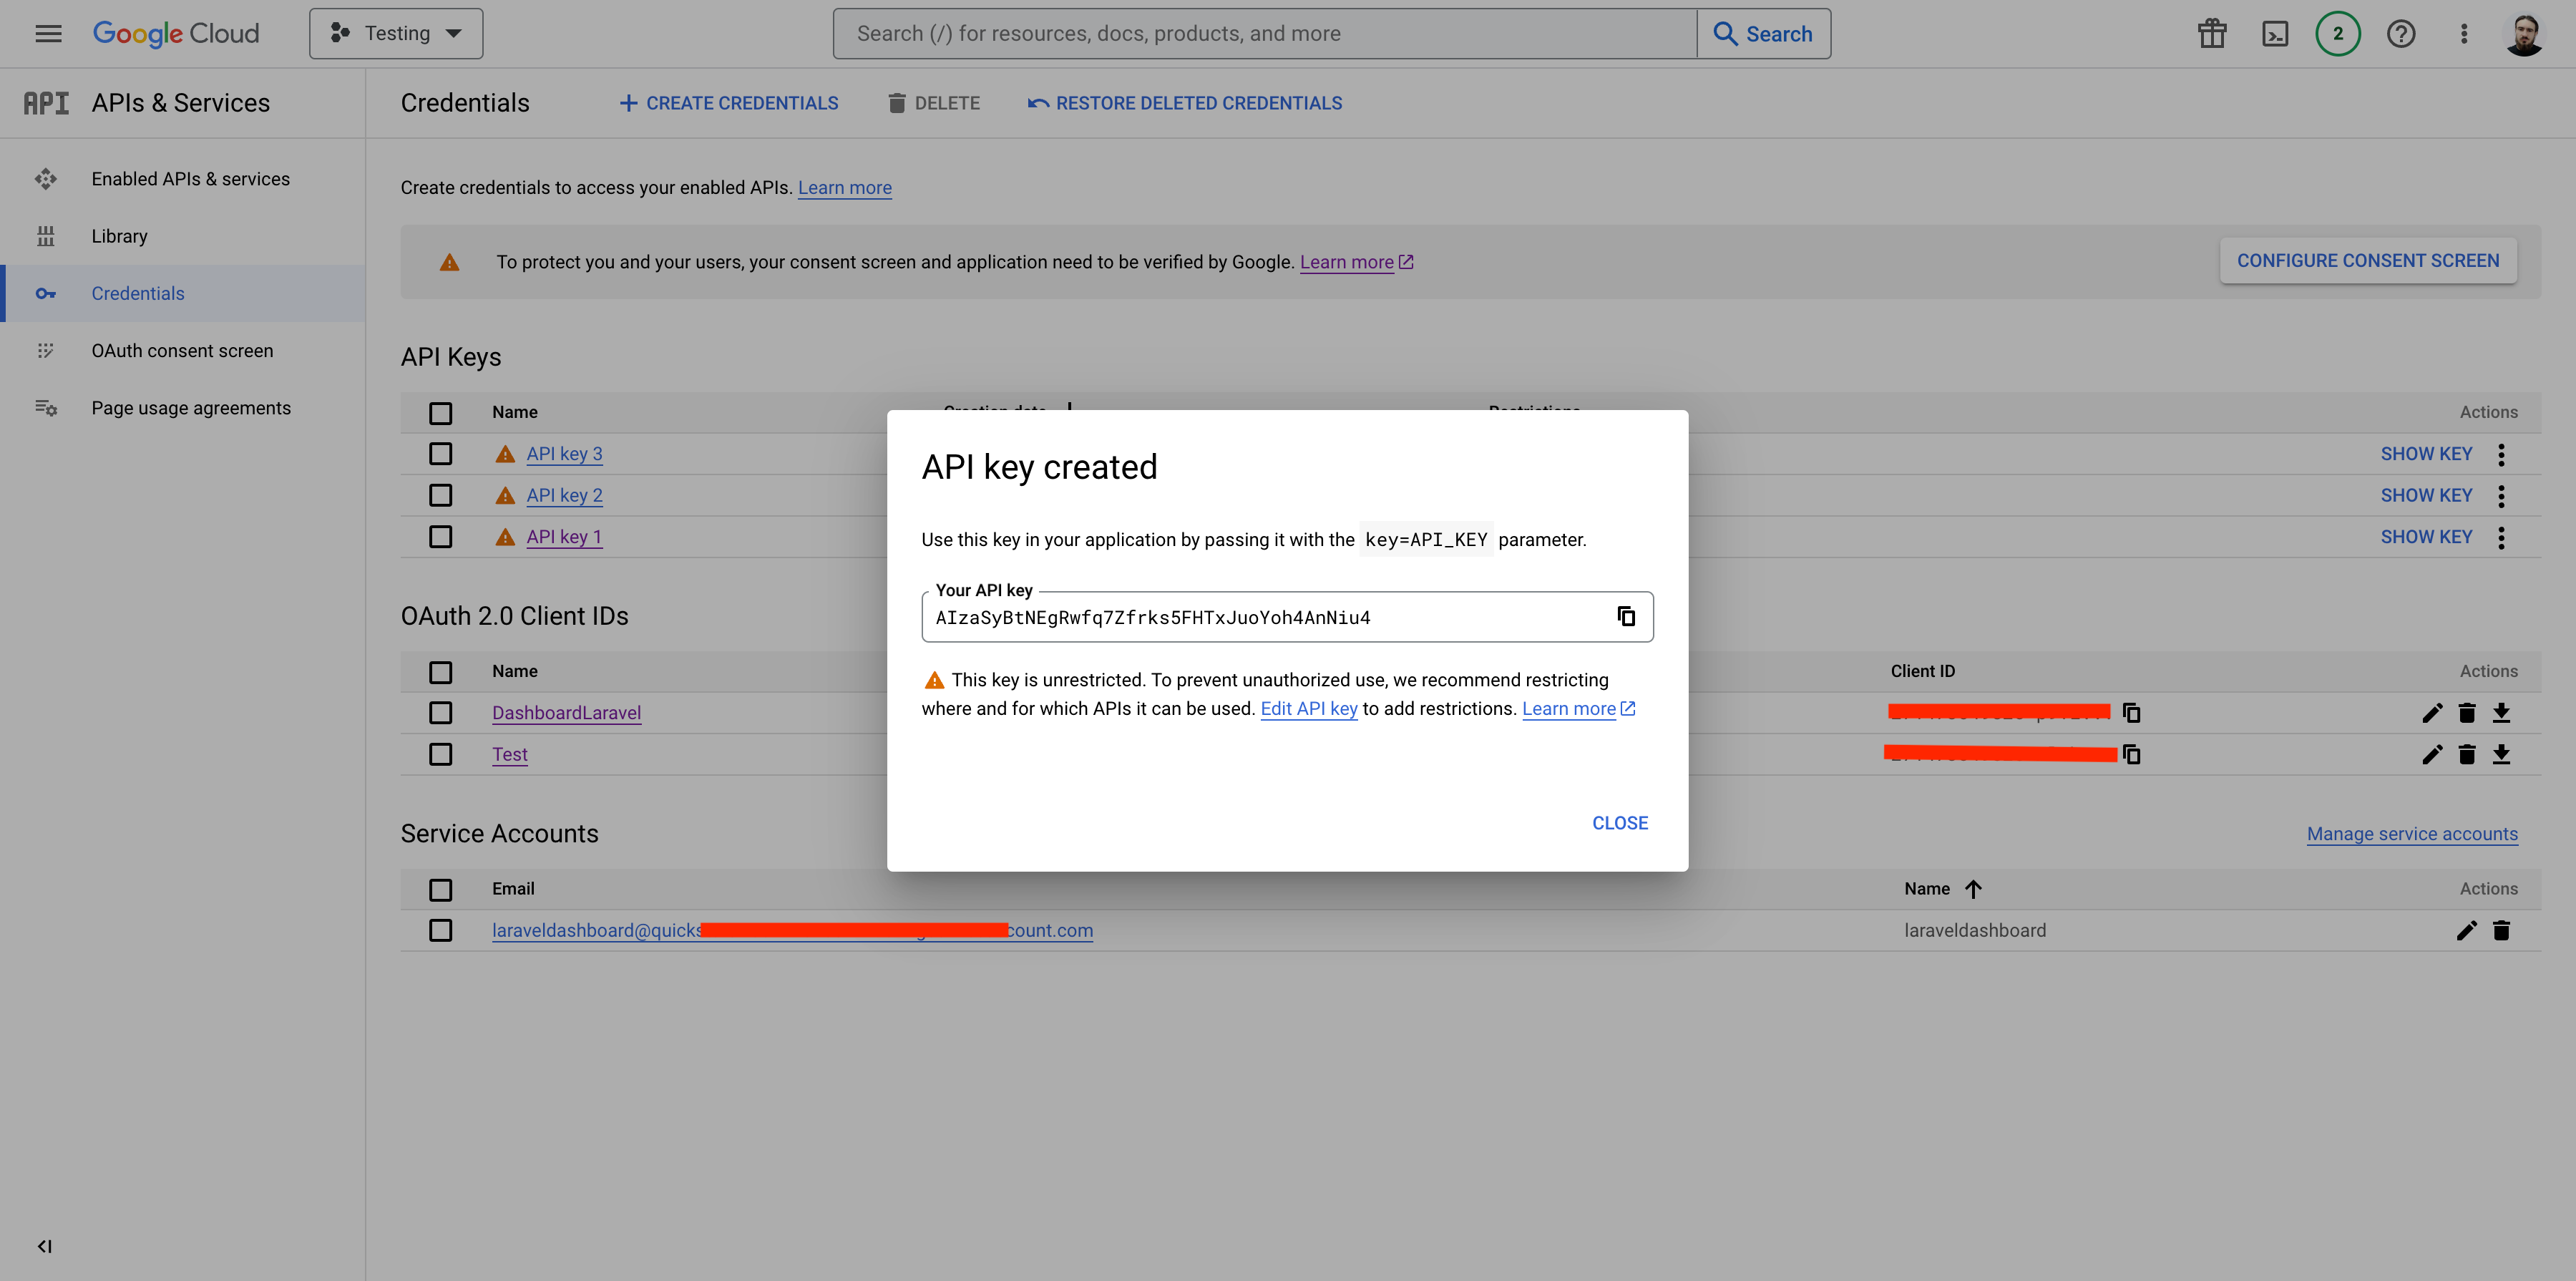 Google Cloud
Testing
Search (/) for resources, docs, products, and more
Search
2
API
APIs & Services
Credentials
CREATE CREDENTIALS
DELETE
RESTORE DELETED CREDENTIALS
Enabled APIs & services
Library
Credentials
OAuth consent screen
Page usage agreements
Create credentials to access your enabled APIs. Learn more
To protect you and your users, your consent screen and application need to be verified by Google. Learn more
CONFIGURE CONSENT SCREEN
API Keys
Name
Creation date
Restrictions
Actions
API key 3
SHOW KEY
API key 2
SHOW KEY
API key 1
SHOW KEY
API key created
Use this key in your application by passing it with the key=API_KEY parameter.
Your API key
AIzaSyBtNEgRwfq7Zfrks5FHTxJuoYoh4AnNiu4
This key is unrestricted. To prevent unauthorized use, we recommend restricting
where and for which APIs it can be used. Edit API key to add restrictions. Learn more
CLOSE
OAuth 2.0 Client IDs
Name
Client ID
Actions
DashboardLaravel
Test
Service Accounts
Manage service accounts
Email
Name
Actions
laraveldashboard@quicks
count.com
laraveldashboard